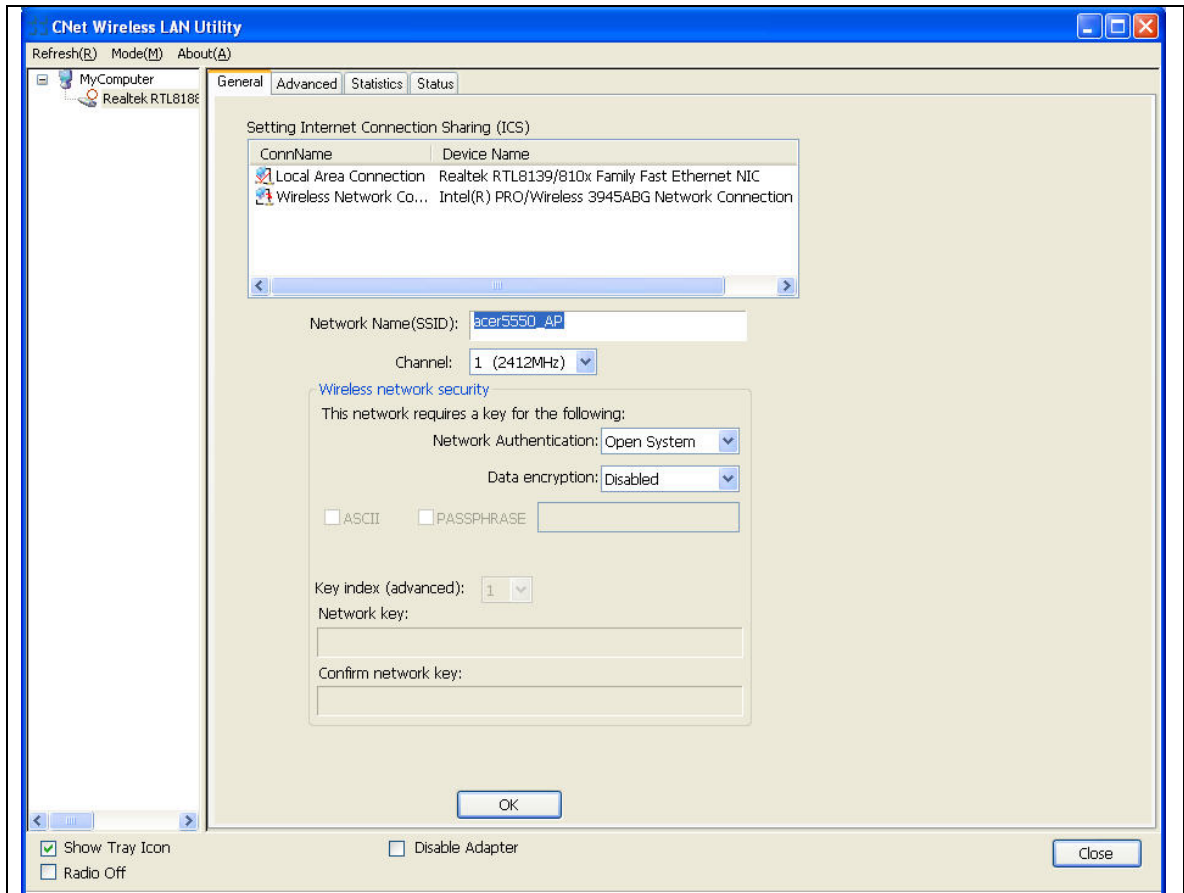 CNet Wireless LAN Utility
Refresh(R) Mode(M) About(A)
MyComputer
Realtek RTL8188
General Advanced Statistics Status
Setting Internet Connection Sharing (ICS)
ConnName Device Name
Local Area Connection Realtek RTL8139/810x Family Fast Ethernet NIC
Wireless Network Co... Intel(R) PRO/Wireless 3945ABG Network Connection
Network Name(SSID): acer5550_AP
Channel: 1 (2412MHz)
Wireless network security
This network requires a key for the following:
Network Authentication: Open System
Data encryption: Disabled
ASCII PASSPHRASE
Key index (advanced): 1
Network key:
Confirm network key:
OK
Show Tray Icon Disable Adapter Close
Radio Off